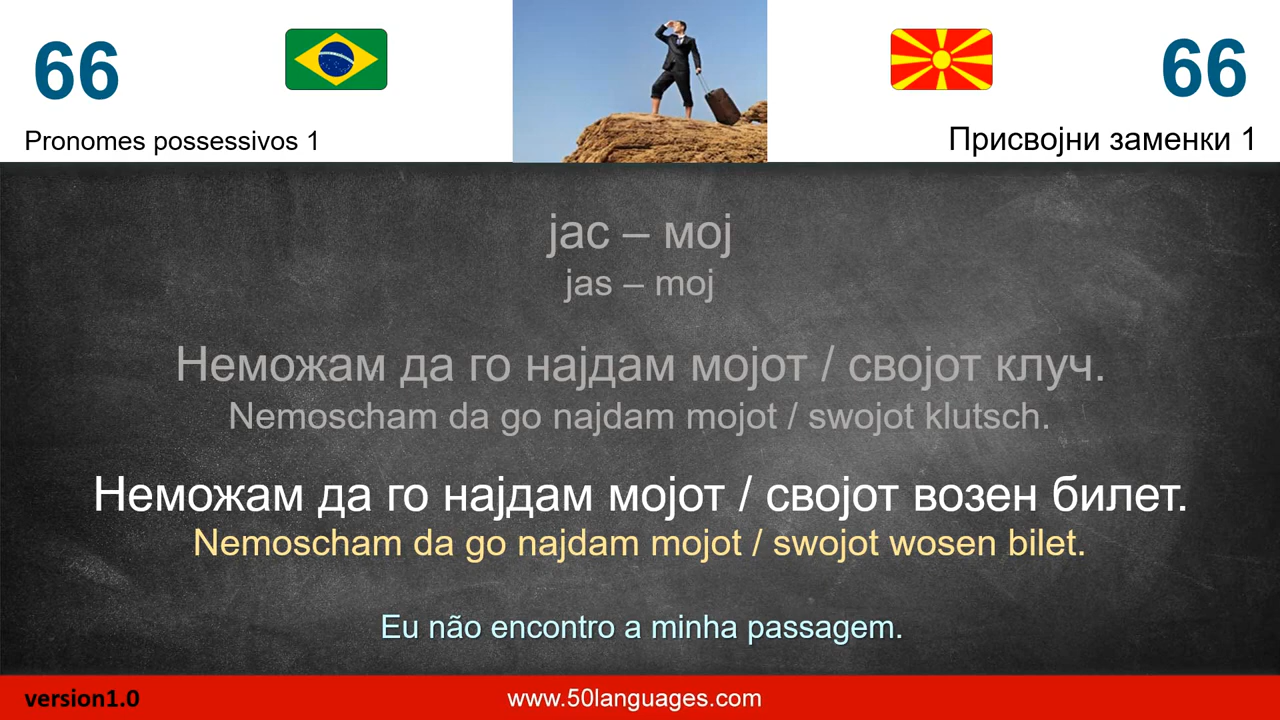 66
66
Pronomes possessivos 1
Присвојни заменки 1
јас – мој
jas – moj
Неможам да го најдам мојот / својот клуч.
Nemoscham da go najdam mojot / swojot klutsch.
Неможам да го најдам мојот / својот возен билет.
Nemoscham da go najdam mojot / swojot wosen bilet.
Eu não encontro a minha passagem.
version1.0
www.50languages.com